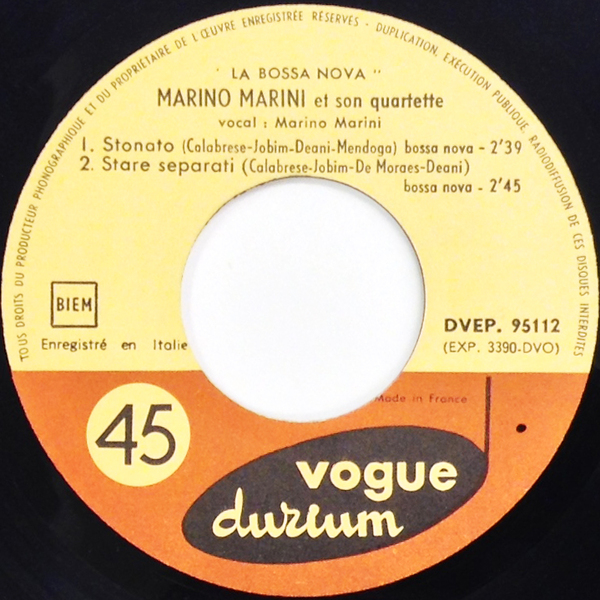 TOUS DROITS DU PRODUCTEUR PHONOGRAPHIQUE ET DU PROPRIÉTAIRE DE L'ŒUVRE ENREGISTRÉE RÉSERVÉS - DUPLICATION, EXÉCUTION PUBLIQUE, RADIODIFFUSION DE CES DISQUES INTERDITES
' LA BOSSA NOVA "
MARINO MARINI et son quartette
vocal : Marino Marini
1. Stonato (Calabrese-Jobim-Deani-Mendoga) bossa nova - 2'39
2. Stare separati (Calabrese-Jobim-De Moraes-Deani)
bossa nova - 2'45
BIEM
DVEP. 95112
Enregistré en Italie
(EXP. 3390-DVO)
Made in France
45
vogue
durium